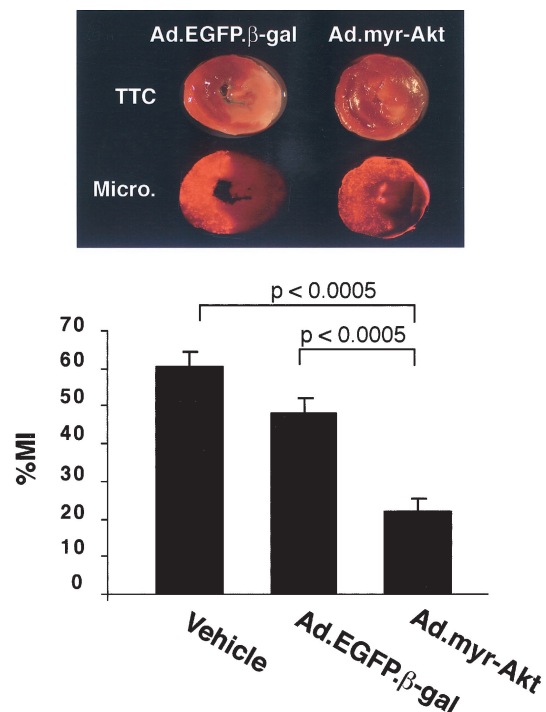 Ad.EGFP.β-gal Ad.myr-Akt
TTC
Micro.
p < 0.0005
p < 0.0005
70
60
50
40
30
20
10
0
%MI
Vehicle
Ad.EGFP.β-gal
Ad.myr-Akt